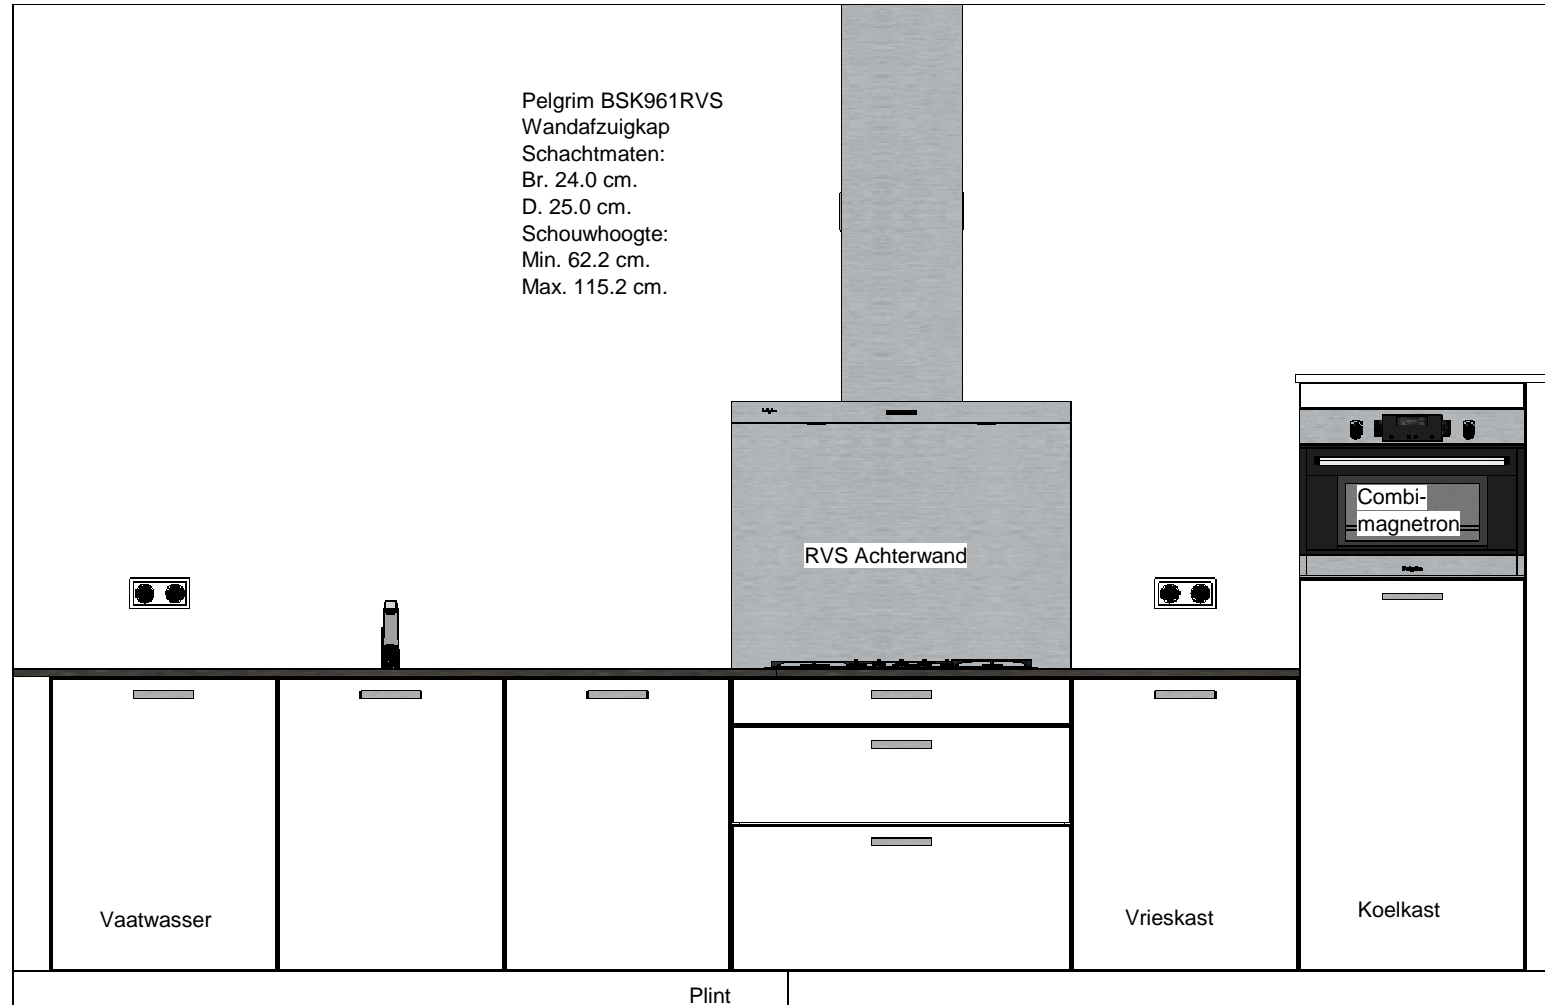 Pelgrim BSK961RVS
Wandafzuigkap
Schachtmaten:
Br. 24.0 cm.
D. 25.0 cm.
Schouwhoogte:
Min. 62.2 cm.
Max. 115.2 cm.
Combi-
magnetron
RVS Achterwand
Vaatwasser
Vrieskast
Koelkast
Plint